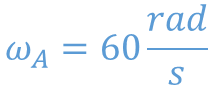 ω_A = 60 rad/s